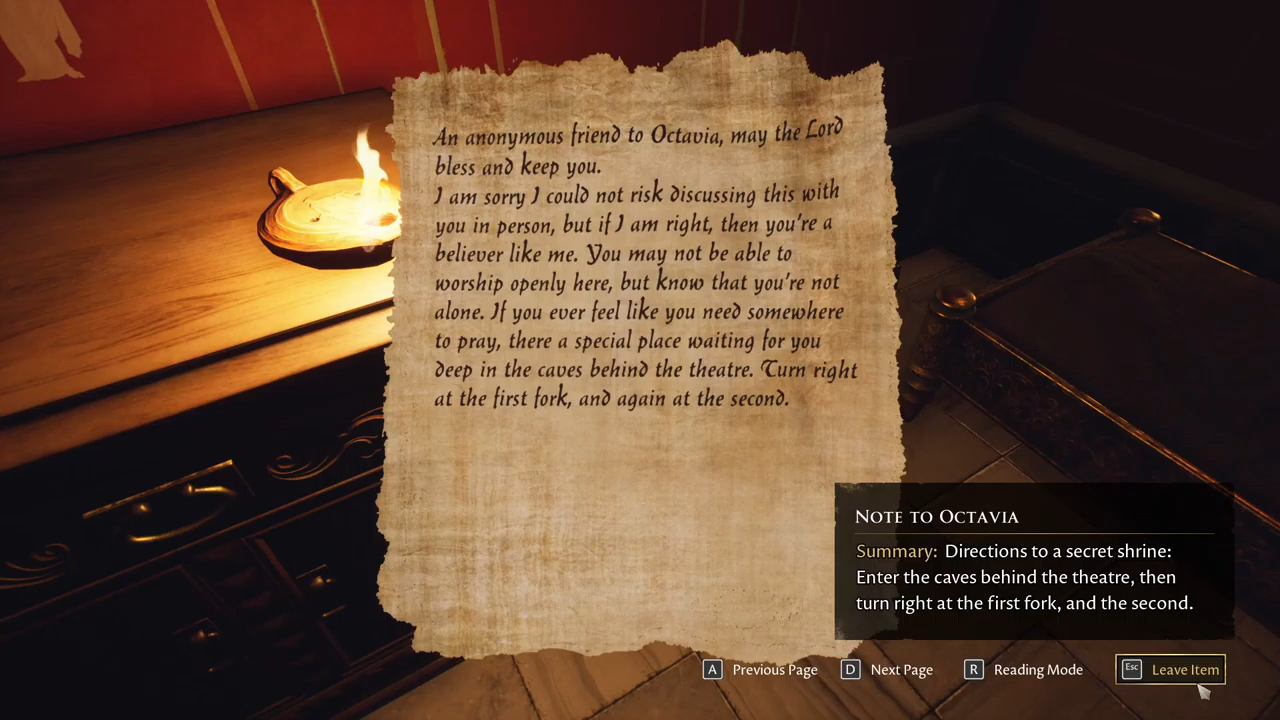 An anonymous friend to Octavia, may the Lord
bless and keep you.
I am sorry I could not risk discussing this with
you in person, but if I am right, then you're a
believer like me. You may not be able to
worship openly here, but know that you're not
alone. If you ever feel like you need somewhere
to pray, there a special place waiting for you
deep in the caves behind the theatre. Turn right
at the first fork, and again at the second.
Note to Octavia
Summary: Directions to a secret shrine:
Enter the caves behind the theatre, then
turn right at the first fork, and the second.
A Previous Page D Next Page R Reading Mode Esc Leave Item